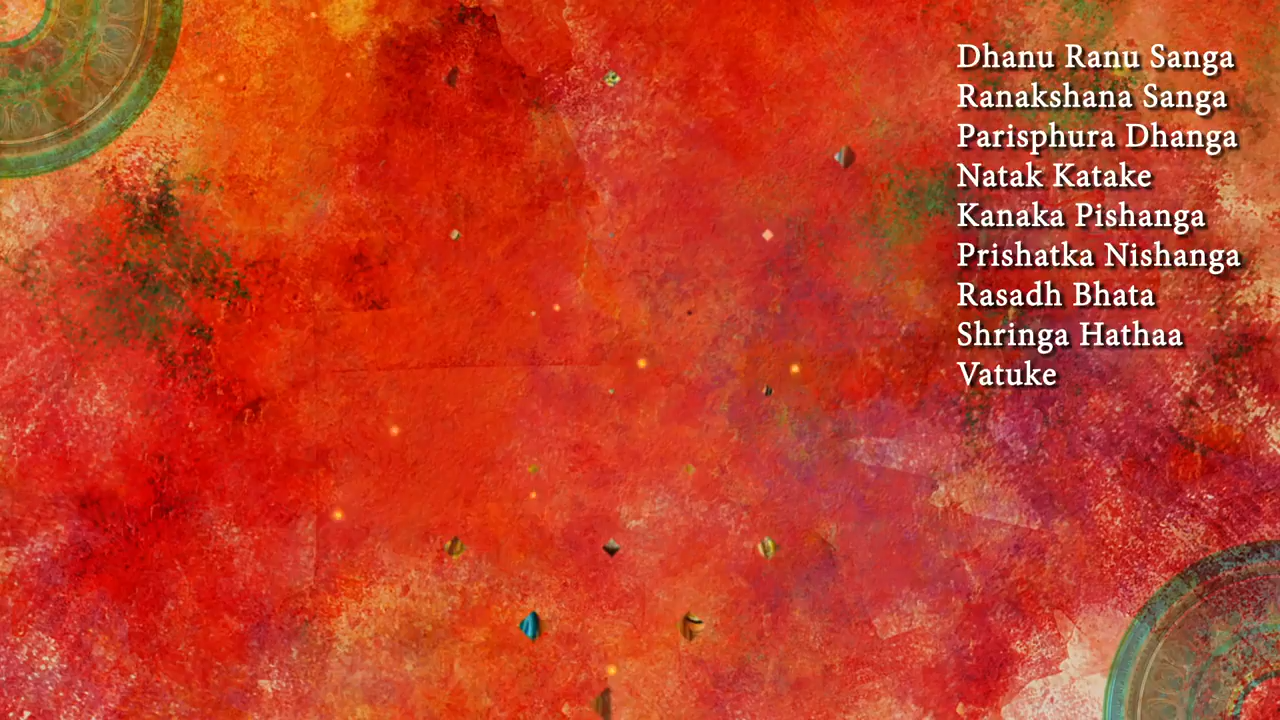 Dhanu Ranu Sanga
Ranakshana Sanga
Parisphura Dhanga
Natak Katake
Kanaka Pishanga
Prishatka Nishanga
Rasadh Bhata
Shringa Hathaa
Vatuke